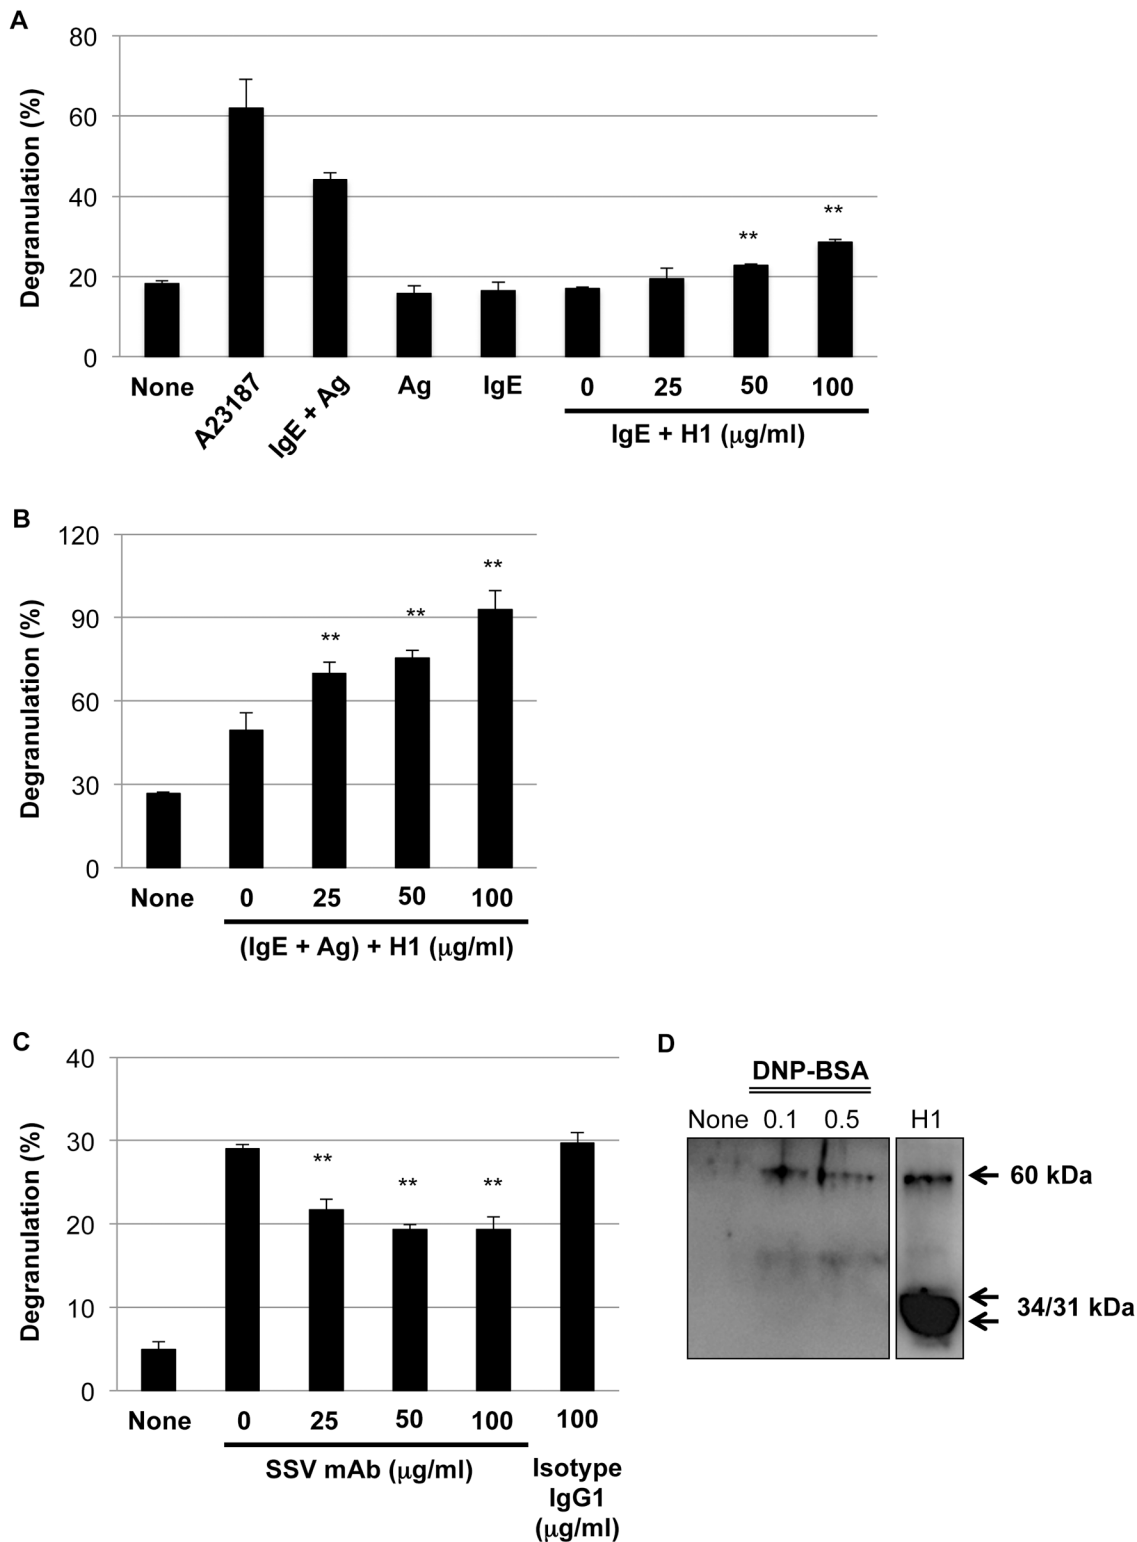 A
80
60
40
20
0
Degranulation (%)
**
**
None
A23187
IgE + Ag
Ag
IgE
0
25
50
100
IgE + H1 (μg/ml)
B
120
90
60
30
0
Degranulation (%)
**
**
**
None
0
25
50
100
(IgE + Ag) + H1 (μg/ml)
C
40
30
20
10
0
Degranulation (%)
**
**
**
None
0
25
50
100
100
SSV mAb (μg/ml)
Isotype
IgG1
(μg/ml)
D
DNP-BSA
None 0.1 0.5 H1
60 kDa
34/31 kDa